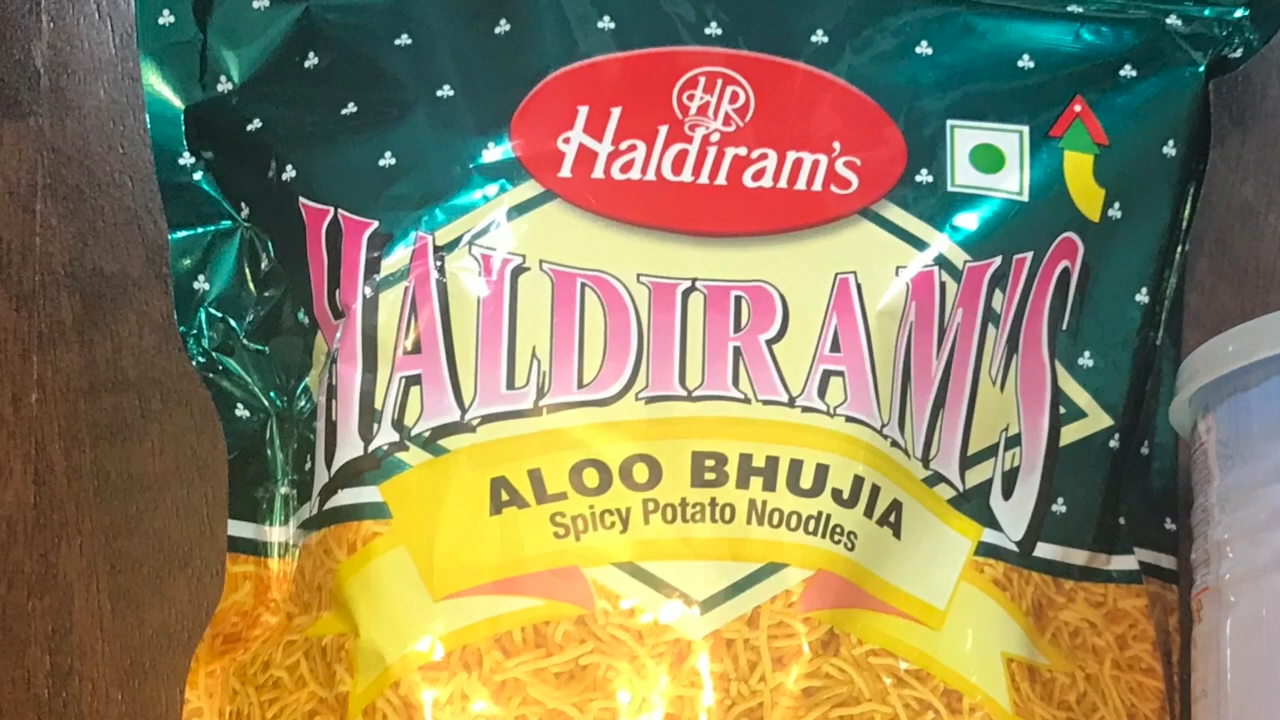 HR
Haldiram's
HALDIRAM'S
ALOO BHUJIA
Spicy Potato Noodles